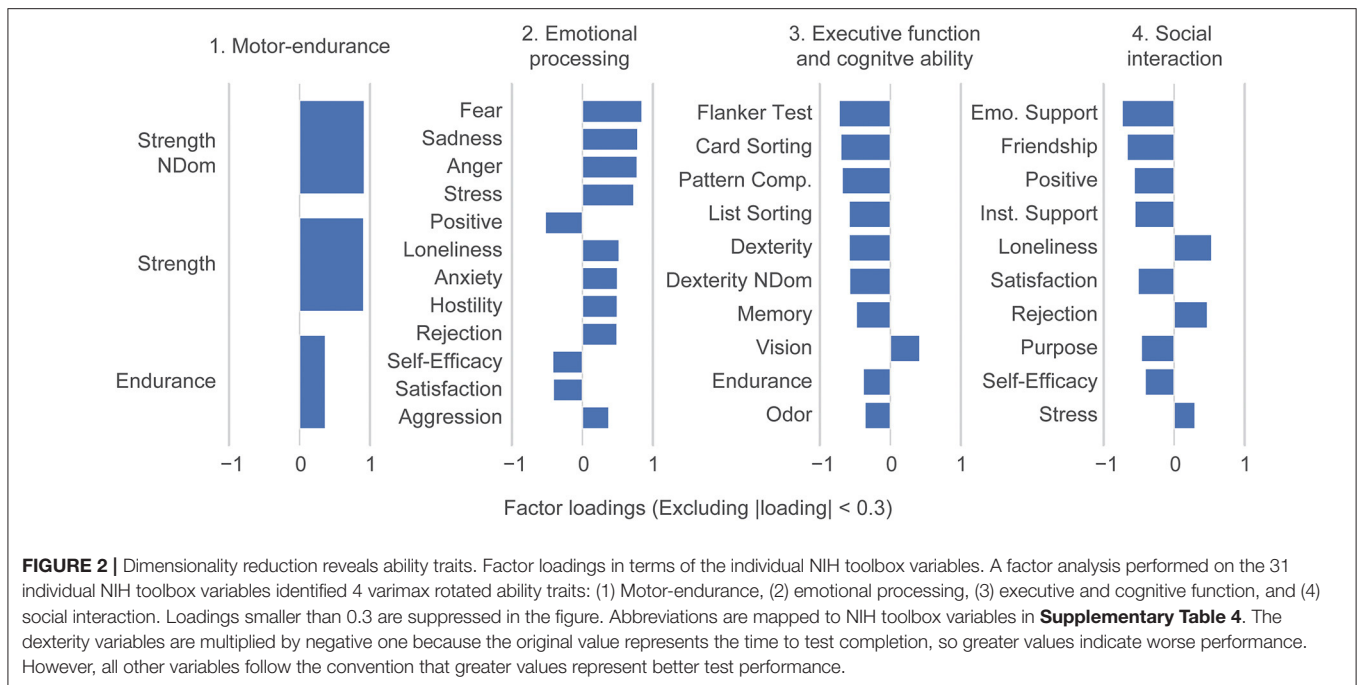 1. Motor-endurance
Strength
NDom
Strength
Endurance
−1 0 1
2. Emotional
processing
Fear
Sadness
Anger
Stress
Positive
Loneliness
Anxiety
Hostility
Rejection
Self-Efficacy
Satisfaction
Aggression
−1 0 1
3. Executive function
and cognitve ability
Flanker Test
Card Sorting
Pattern Comp.
List Sorting
Dexterity
Dexterity NDom
Memory
Vision
Endurance
Odor
−1 0 1
4. Social
interaction
Emo. Support
Friendship
Positive
Inst. Support
Loneliness
Satisfaction
Rejection
Purpose
Self-Efficacy
Stress
−1 0 1
Factor loadings (Excluding |loading| < 0.3)
FIGURE 2 | Dimensionality reduction reveals ability traits. Factor loadings in terms of the individual NIH toolbox variables. A factor analysis performed on the 31
individual NIH toolbox variables identified 4 varimax rotated ability traits: (1) Motor-endurance, (2) emotional processing, (3) executive and cognitive function, and (4)
social interaction. Loadings smaller than 0.3 are suppressed in the figure. Abbreviations are mapped to NIH toolbox variables in Supplementary Table 4. The
dexterity variables are multiplied by negative one because the original value represents the time to test completion, so greater values indicate worse performance.
However, all other variables follow the convention that greater values represent better test performance.